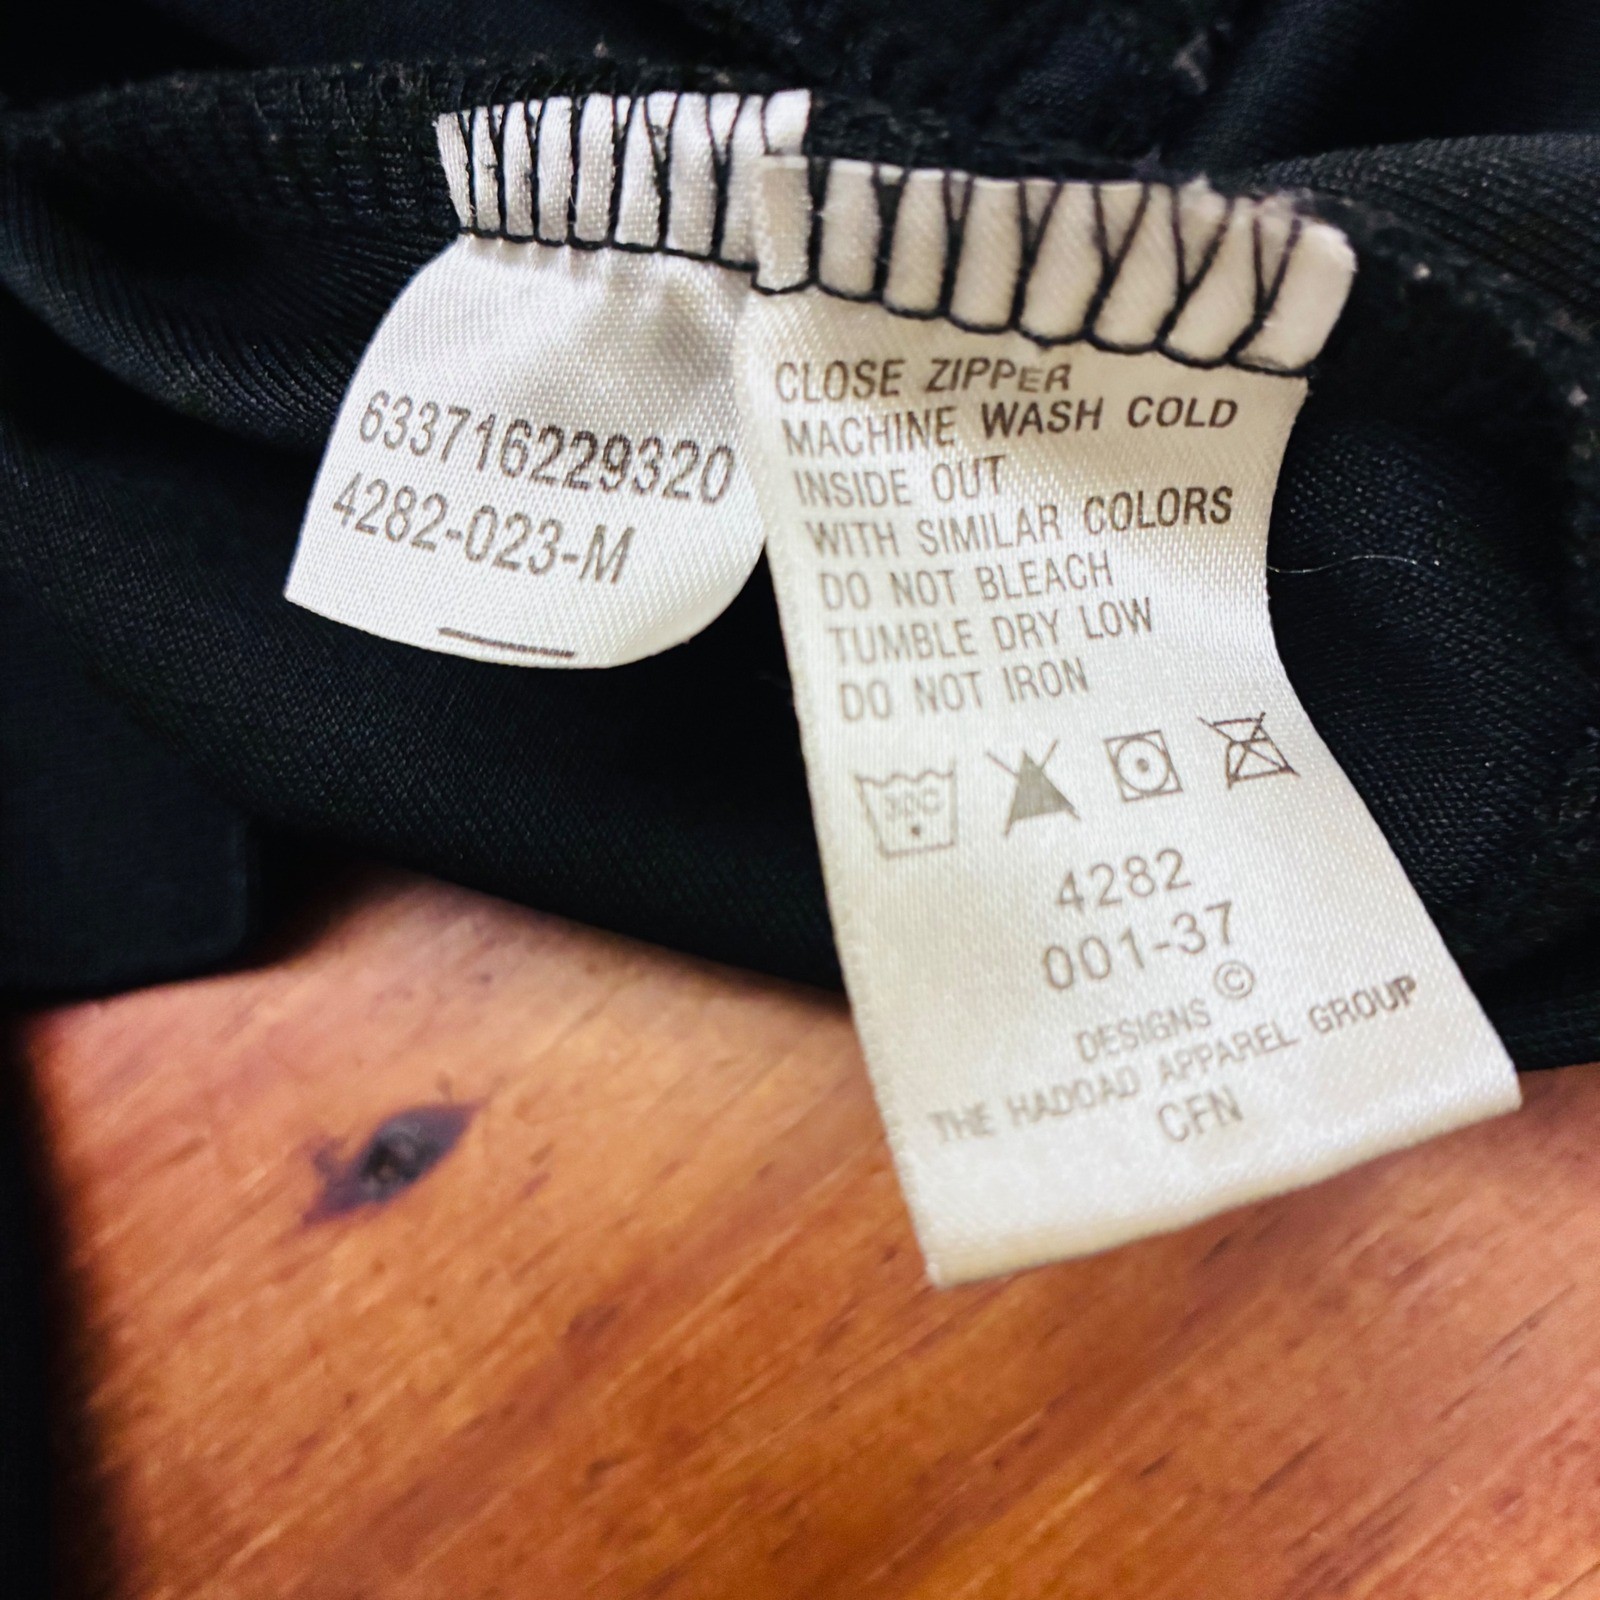 633716229320
4282-023-M
CLOSE ZIPPER
MACHINE WASH COLD
INSIDE OUT
WITH SIMILAR COLORS
DO NOT BLEACH
TUMBLE DRY LOW
DO NOT IRON
30C
4282
001-37
DESIGNS ©
THE HADDAD APPAREL GROUP
CFN